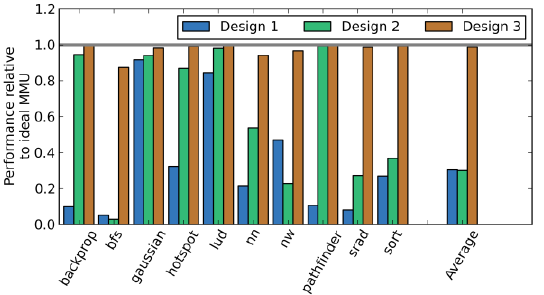 1.2
1.0
0.8
0.6
0.4
0.2
0.0
Performance relative
to ideal MMU
Design 1
Design 2
Design 3
backprop
bfs
gaussian
hotspot
lud
nn
nw
pathfinder
srad
sort
Average